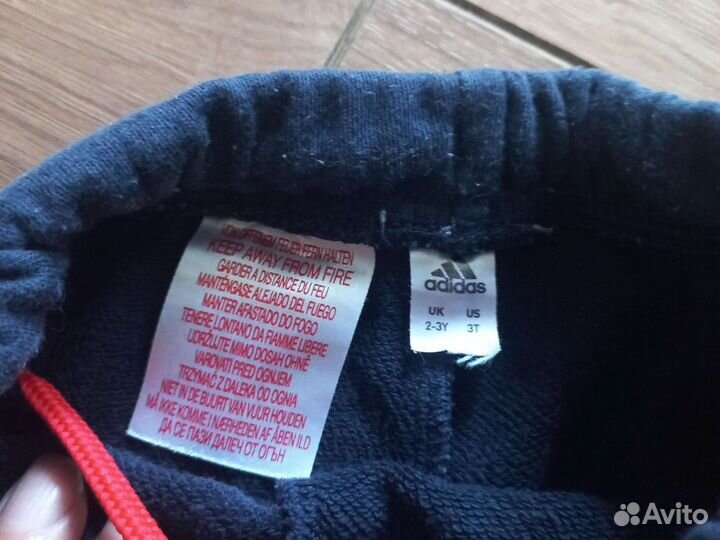 VON OFFENEM FEUER FERN HALTEN
KEEP AWAY FROM FIRE
GARDER A DISTANCE DU FEU
MANTÉNGASE ALEJADO DEL FUEGO
MANTER AFASTADO DO FOGO
TENERE LONTANO DA FIAMME LIBERE
UDRŽUJTE MIMO DOSAH OHNĚ
VAROVATI PRED OGNJEM
TRZYMAĆ Z DALEKA OD OGNIA
NIET IN DE BUURT VAN VUUR HOUDEN
MÅ IKKE KOMME I NÆRHEDEN AF ÅBEN ILD
ДА СЕ ПАЗИ ДАЛЕЧ ОТ ОГЪН
adidas
UK US
2-3Y 3T
Avito